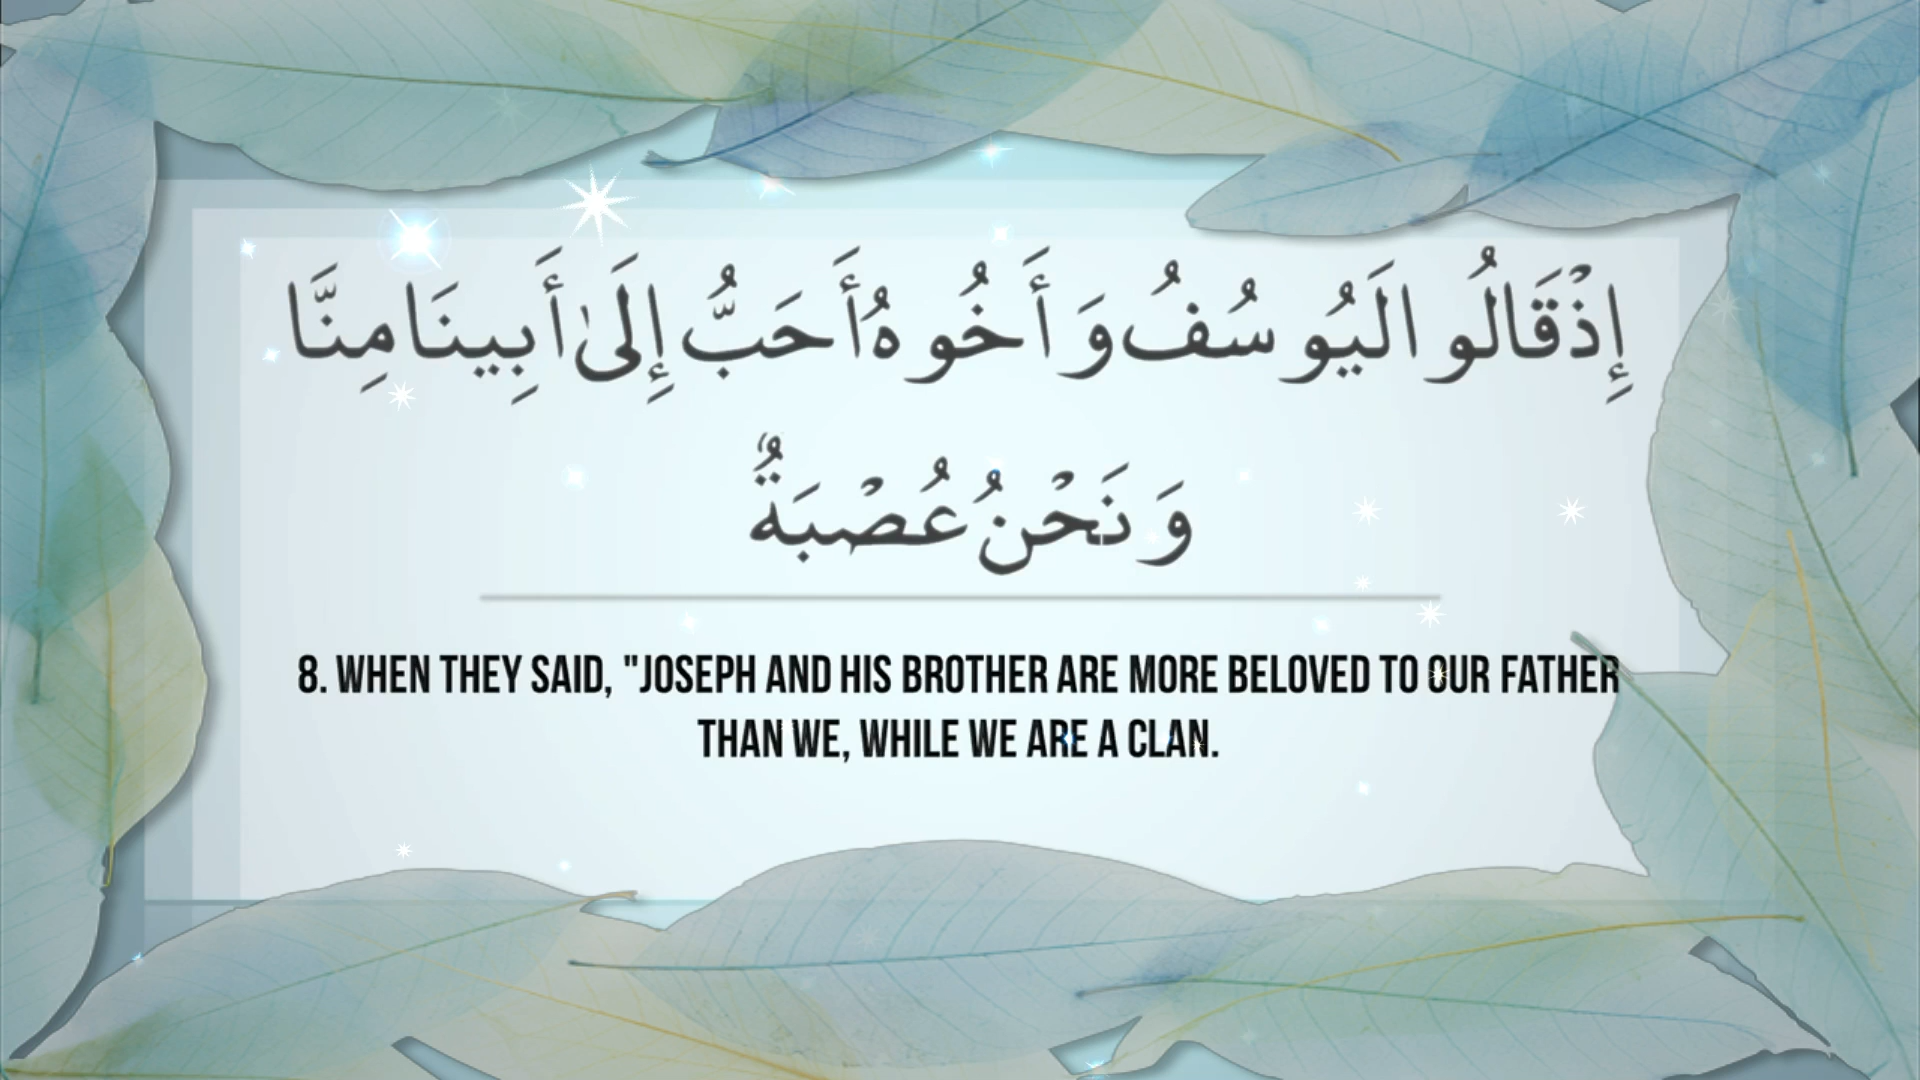 إِذْ قَالُوا لَيُوسُفُ وَأَخُوهُ أَحَبُّ إِلَىٰ أَبِينَا مِنَّا
وَنَحْنُ عُصْبَةٌ
8. WHEN THEY SAID, "JOSEPH AND HIS BROTHER ARE MORE BELOVED TO OUR FATHER
THAN WE, WHILE WE ARE A CLAN.